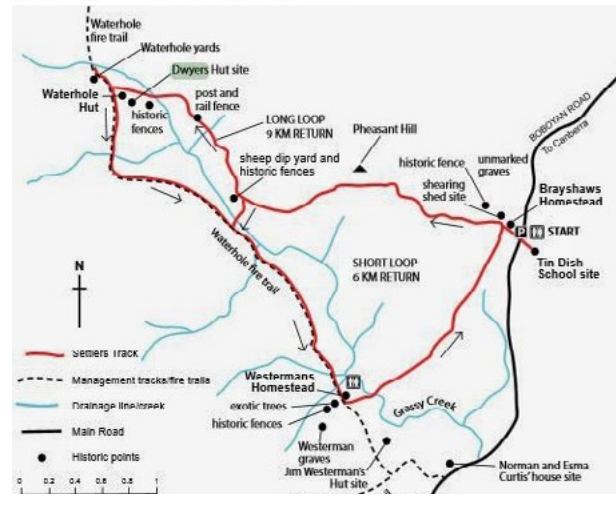 Waterhole
fire trail
Waterhole yards
Dwyers Hut site
Waterhole
Hut
historic
fences
post and
rail fence
LONG LOOP
9 KM RETURN
Pheasant Hill
BOBOYAN ROAD
To Canberra
sheep dip yard and
historic fences
historic fence
unmarked
graves
shearing
shed site
Brayshaws
Homestead
P
START
Tin Dish
School site
Waterhole fire trail
SHORT LOOP
6 KM RETURN
N
Settlers Track
Management tracks/fire trails
Drainage line/creek
Main Road
Historic points
0 0.2 0.4 0.6 0.8 1
Westermans
Homestead
exotic trees
historic fences
Grassy Creek
Westerman
graves
Jim Westerman's
Hut site
Norman and Esma
Curtis' house site